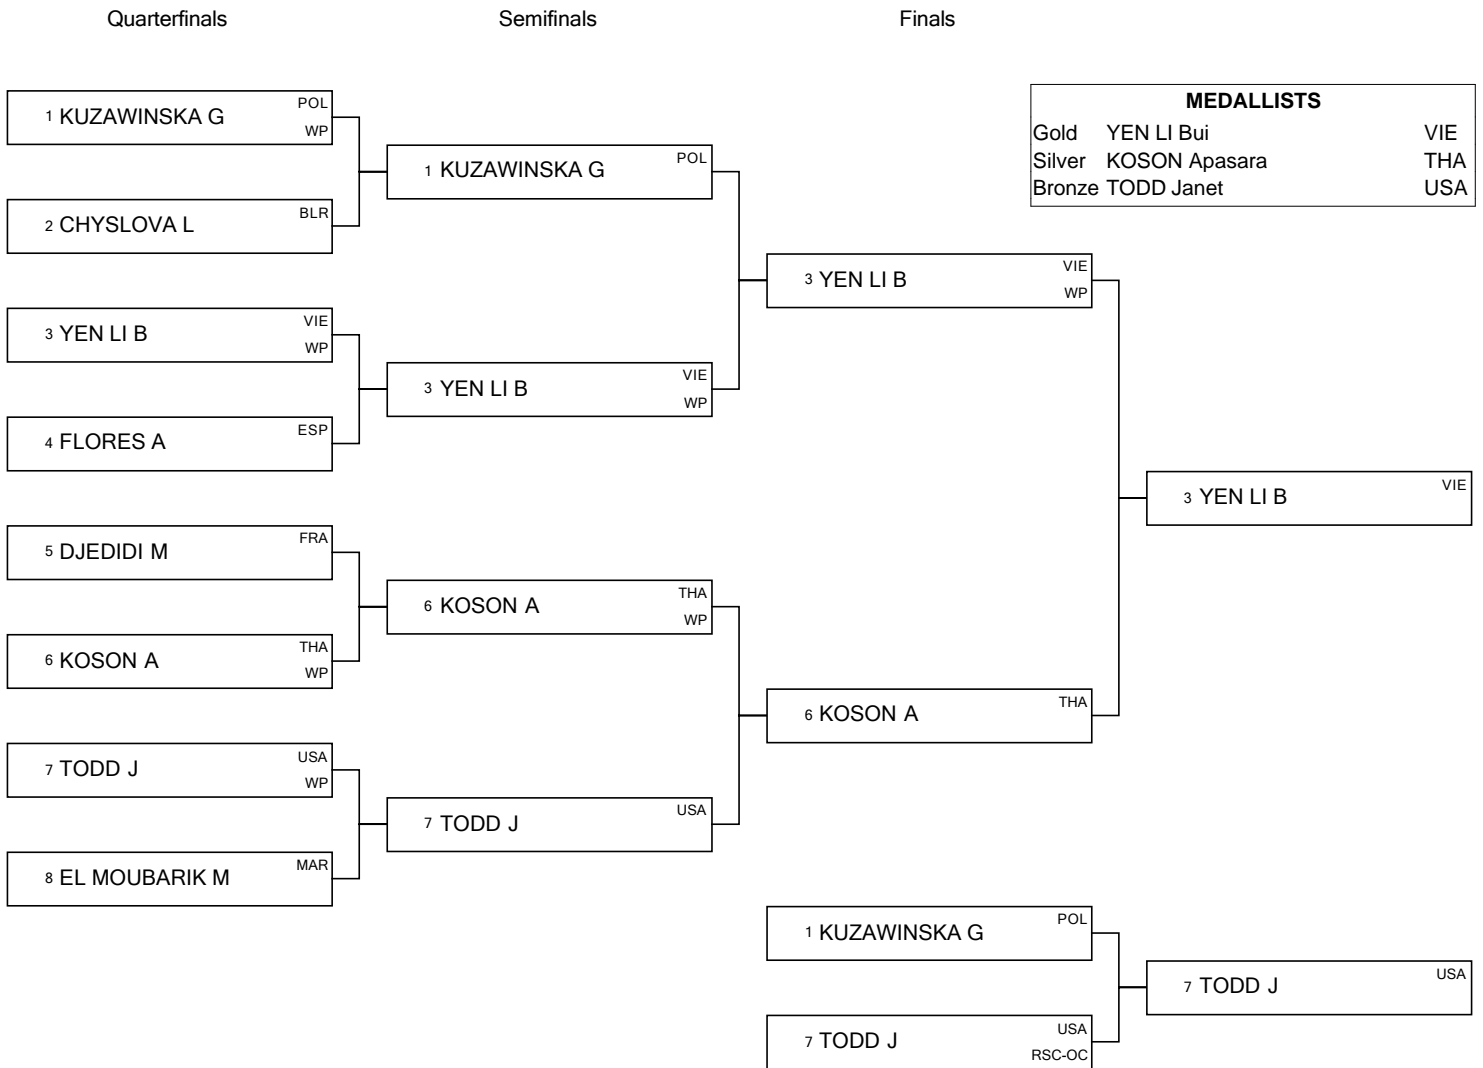 Quarterfinals Semifinals Finals
MEDALLISTS
Gold YEN LI Bui VIE
Silver KOSON Apasara THA
Bronze TODD Janet USA
1 KUZAWINSKA G POL
WP
2 CHYSLOVA L BLR
3 YEN LI B VIE
WP
4 FLORES A ESP
5 DJEDIDI M FRA
6 KOSON A THA
WP
7 TODD J USA
WP
8 EL MOUBARIK M MAR
1 KUZAWINSKA G POL
3 YEN LI B VIE
WP
6 KOSON A THA
WP
7 TODD J USA
3 YEN LI B VIE
WP
6 KOSON A THA
3 YEN LI B VIE
1 KUZAWINSKA G POL
7 TODD J USA
RSC-OC
7 TODD J USA